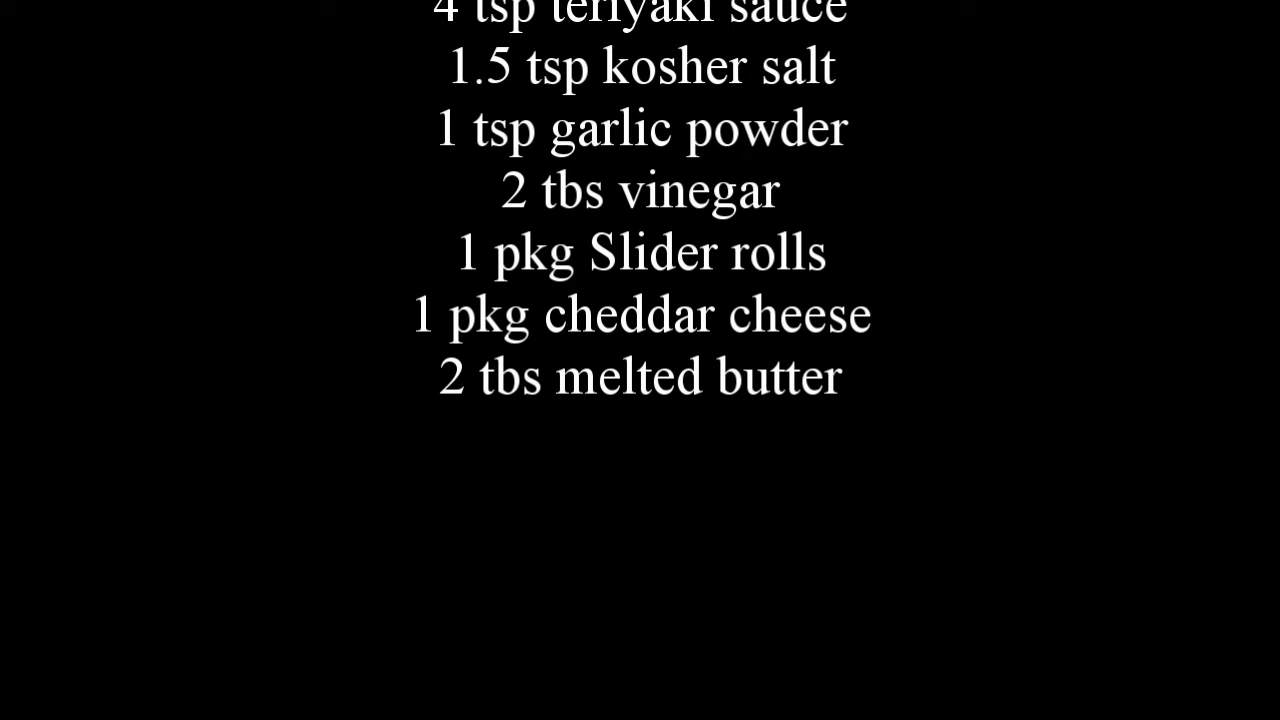 4 tsp teriyaki sauce
1.5 tsp kosher salt
1 tsp garlic powder
2 tbs vinegar
1 pkg Slider rolls
1 pkg cheddar cheese
2 tbs melted butter